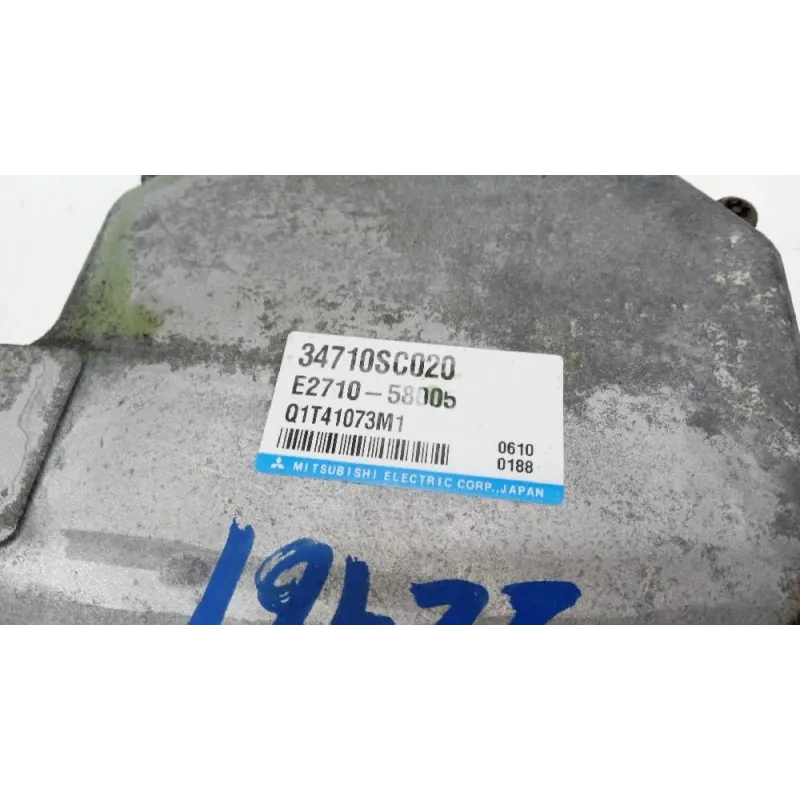 34710SC020
E2710-58005
Q1T41073M1
0610
0188
MITSUBISHI ELECTRIC CORP., JAPAN